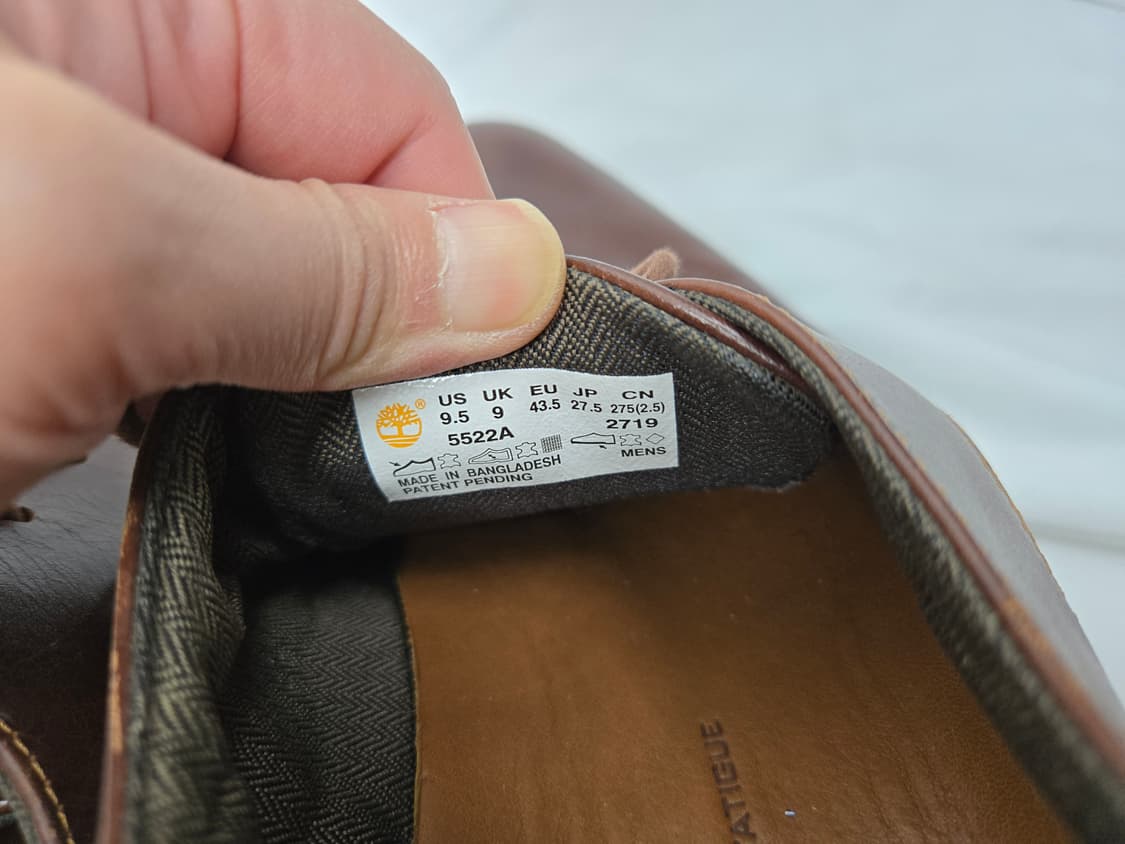 US UK EU JP CN
9.5 9 43.5 27.5 275(2.5)
5522A 2719
MENS
MADE IN BANGLADESH
PATENT PENDING
ATIGUE